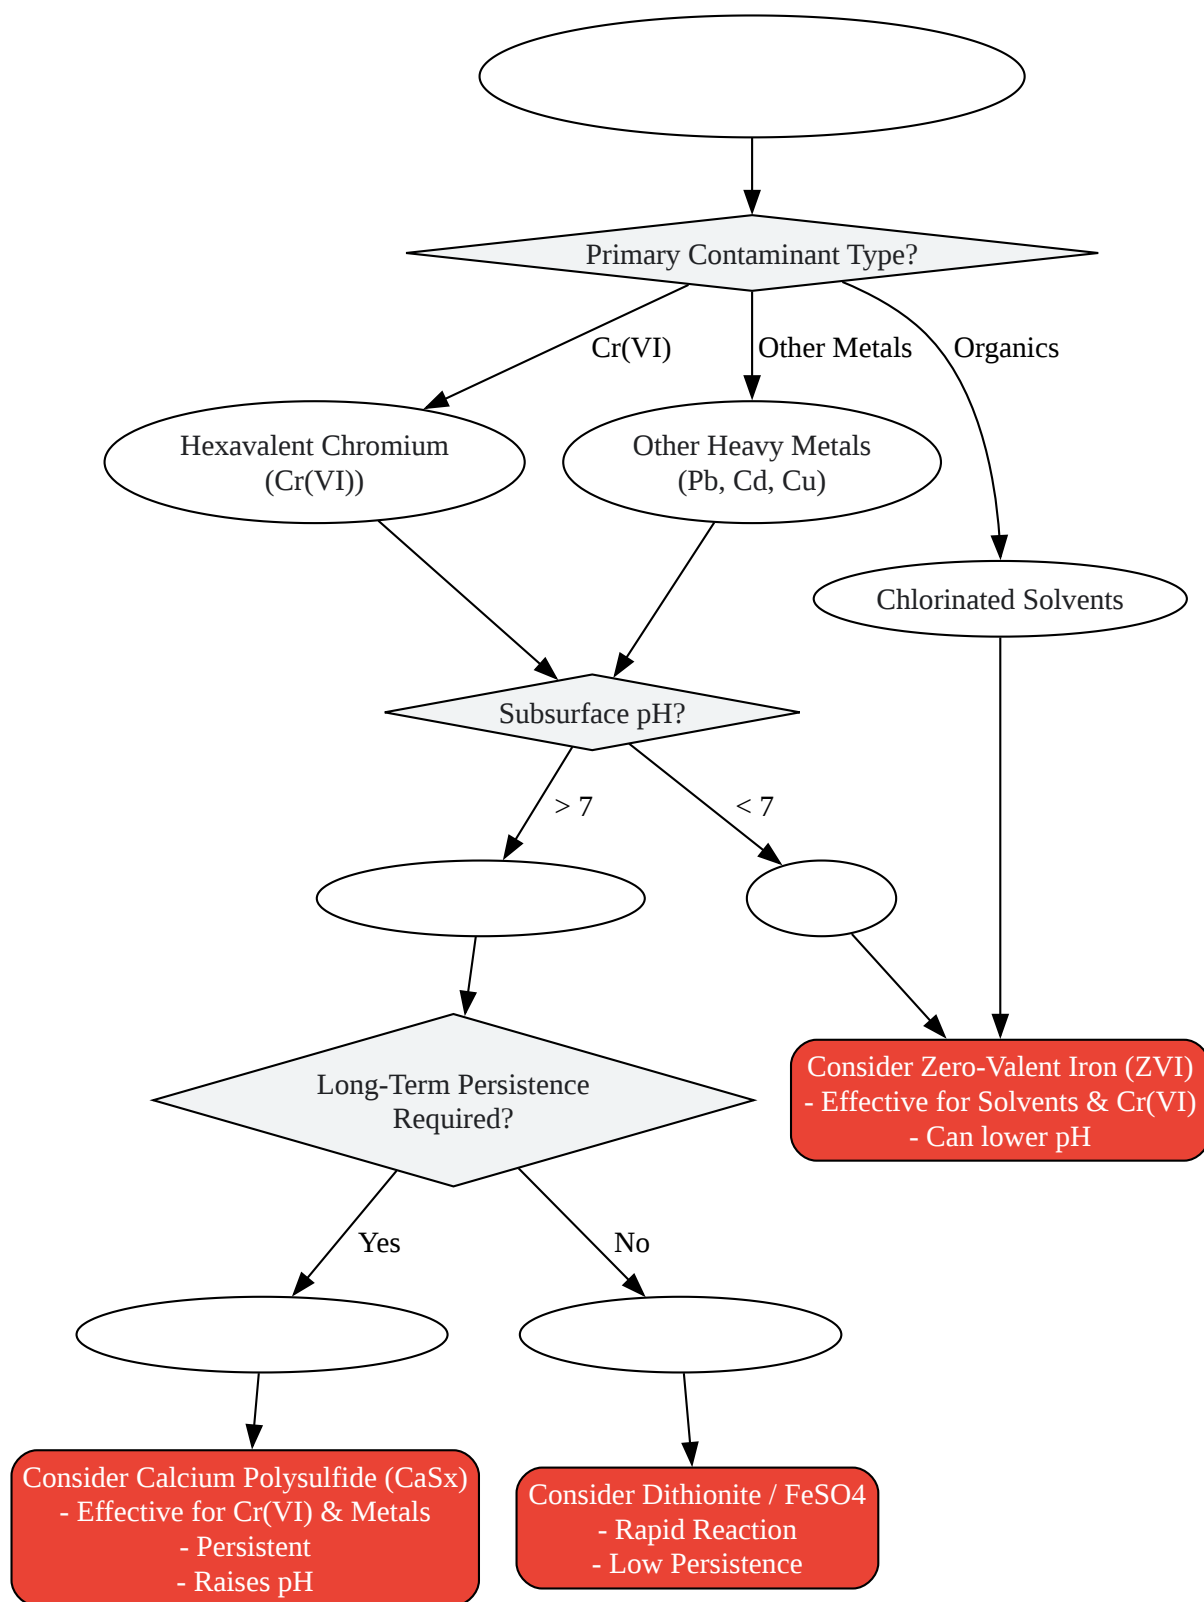 Primary Contaminant Type?
Cr(VI)
Other Metals
Organics
Hexavalent Chromium
(Cr(VI))
Other Heavy Metals
(Pb, Cd, Cu)
Chlorinated Solvents
Subsurface pH?
> 7
< 7
Long-Term Persistence
Required?
Consider Zero-Valent Iron (ZVI)
- Effective for Solvents & Cr(VI)
- Can lower pH
Yes
No
Consider Calcium Polysulfide (CaSx)
- Effective for Cr(VI) & Metals
- Persistent
- Raises pH
Consider Dithionite / FeSO4
- Rapid Reaction
- Low Persistence